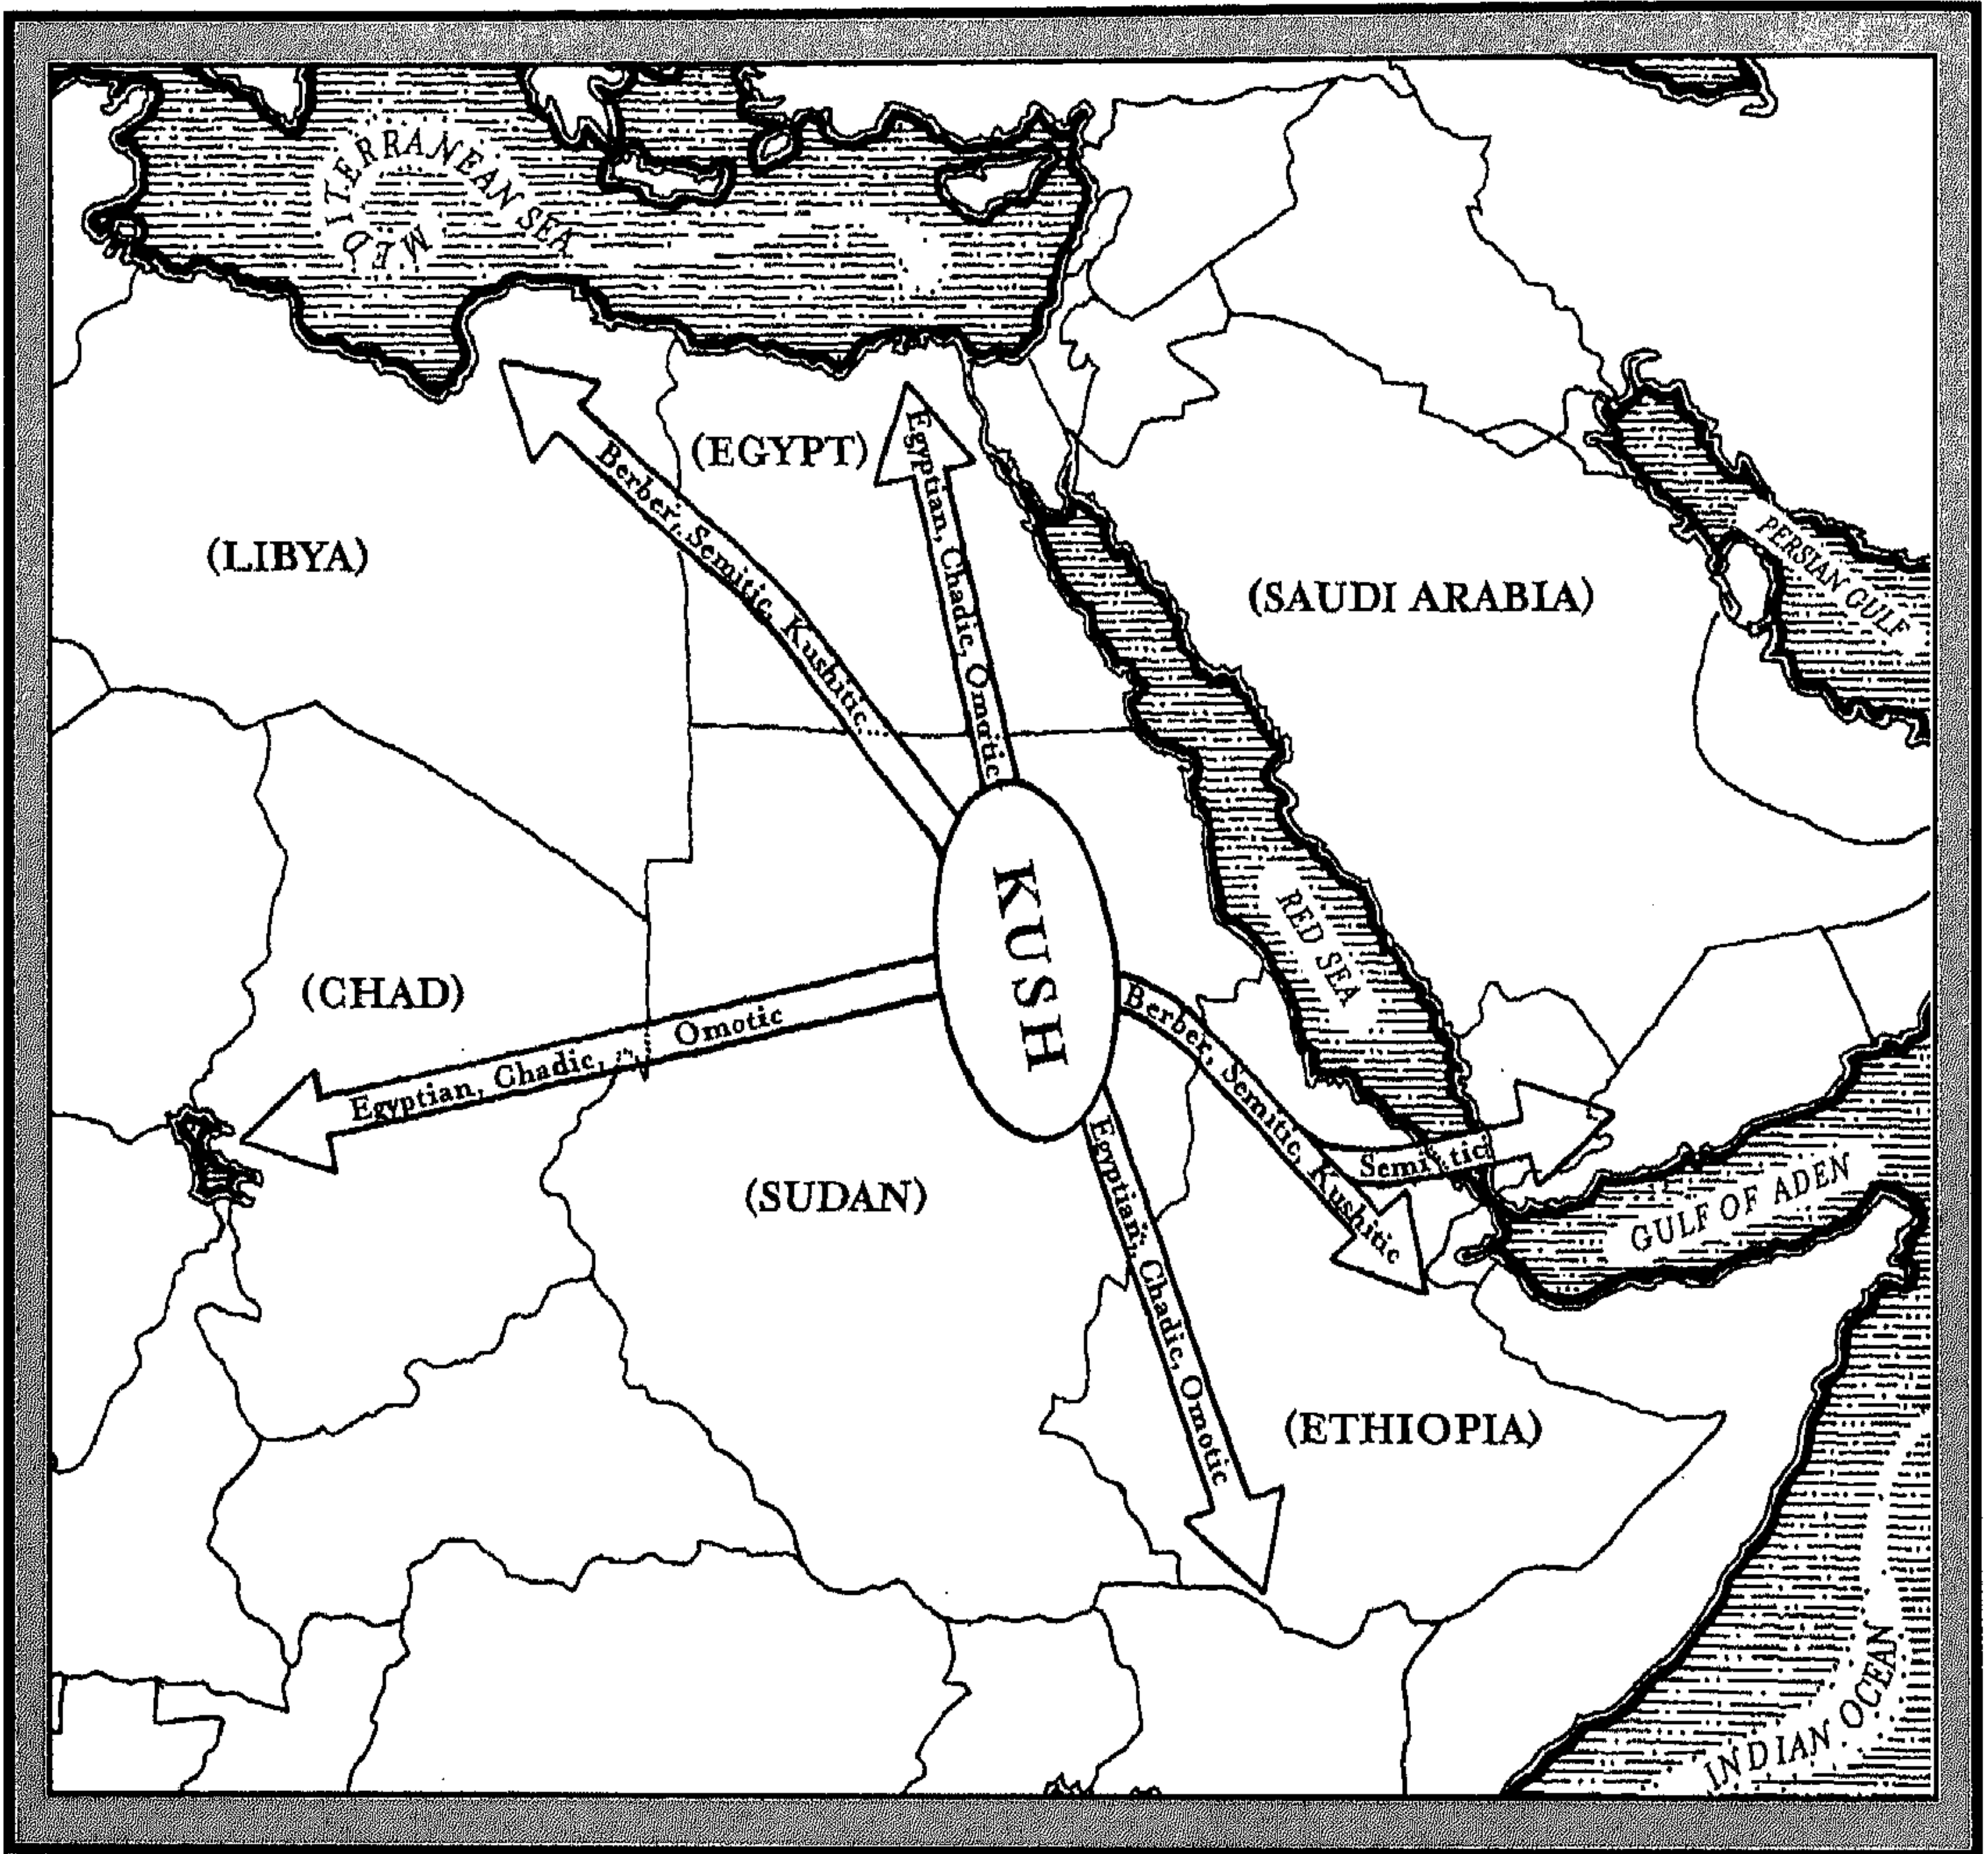 MEDITERRANEAN SEA
(EGYPT)
Egyptian, Chadic, Omotic
Berber, Semitic, Kushitic
(LIBYA)
(SAUDI ARABIA)
PERSIAN GULF
KUSH
RED SEA
(CHAD)
Egyptian, Chadic, Omotic
Berber, Semitic, Kushitic
Semitic
Egyptian, Chadic, Omotic
(SUDAN)
GULF OF ADEN
(ETHIOPIA)
INDIAN OCEAN